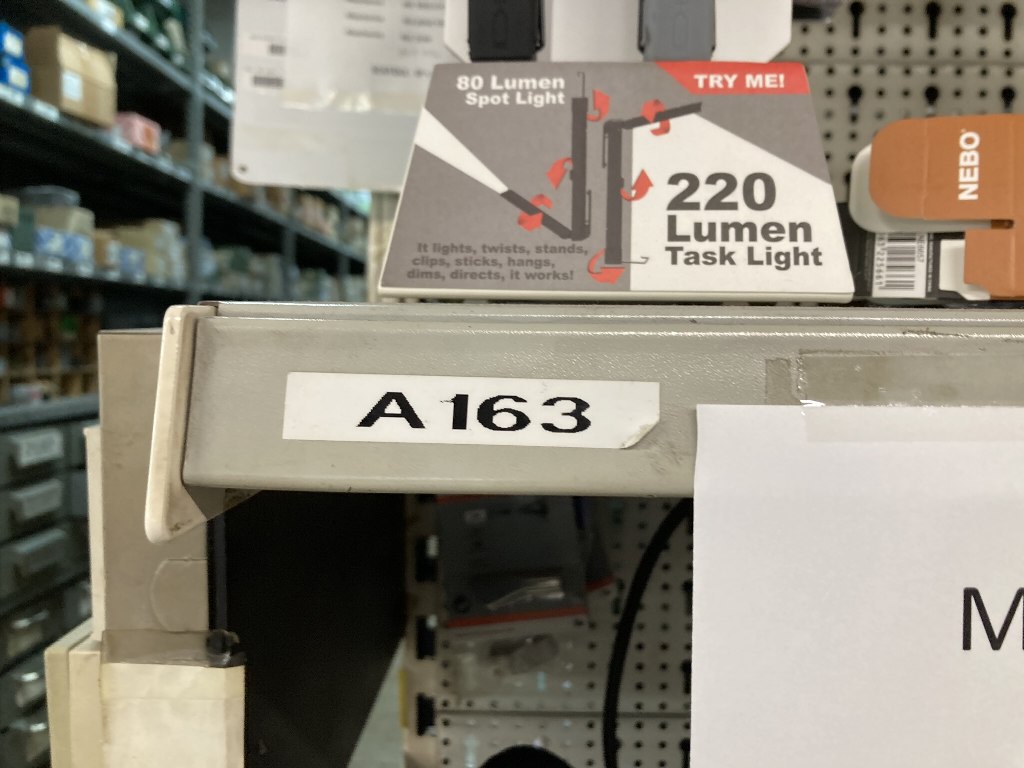 80 Lumen
Spot Light
TRY ME!
220
Lumen
Task Light
It lights, twists, stands,
clips, sticks, hangs,
dims, directs, it works!
NEBO
A 163
M